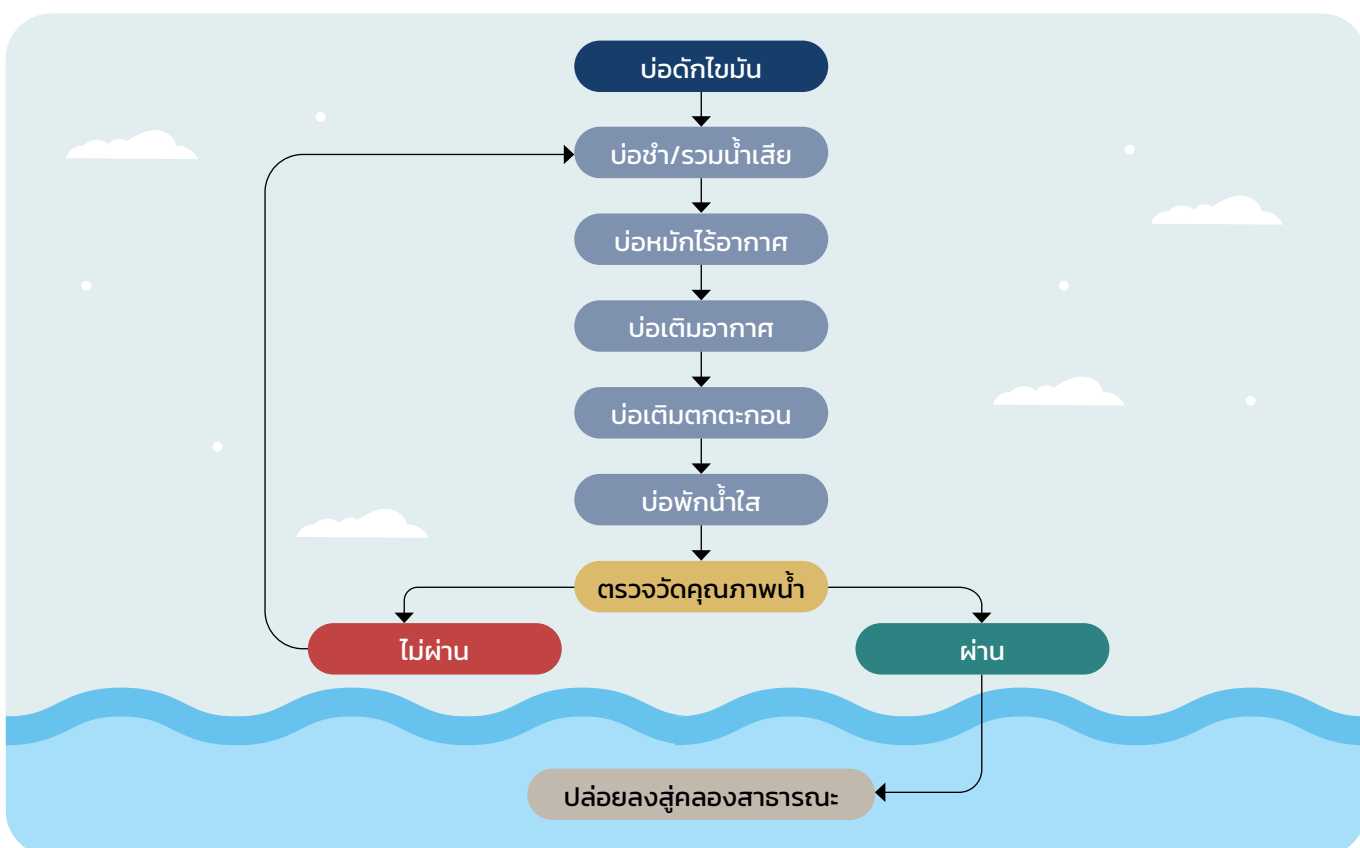 บ่อดักไขมัน
บ่อซำ/รวมน้ำเสีย
บ่อหมักไร้อากาศ
บ่อเติมอากาศ
บ่อเติมตกตะกอน
บ่อพักน้ำใส
ตรวจวัดคุณภาพน้ำ
ไม่ผ่าน
ผ่าน
ปล่อยลงสู่คลองสาธารณะ